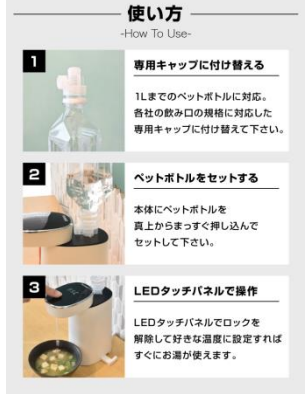 使い方
-How To Use-
1
専用キャップに付け替える
1Lまでのペットボトルに対応。
各社の飲み口の規格に対応した
専用キャップに付け替えて下さい。
2
ペットボトルをセットする
本体にペットボトルを
真上からまっすぐ押し込んで
セットして下さい。
3
LEDタッチパネルで操作
LEDタッチパネルでロックを
解除して好きな温度に設定すれば
すぐにお湯が使えます。